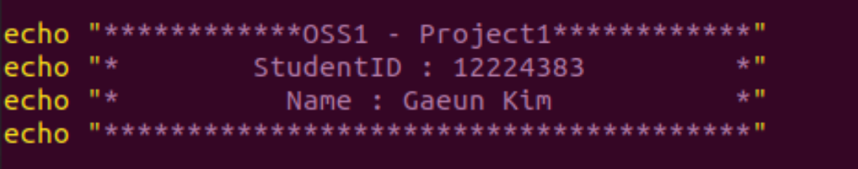 echo "************OSS1 - Project1************"
echo "*        StudentID : 12224383         *"
echo "*          Name : Gaeun Kim           *"
echo "***************************************"